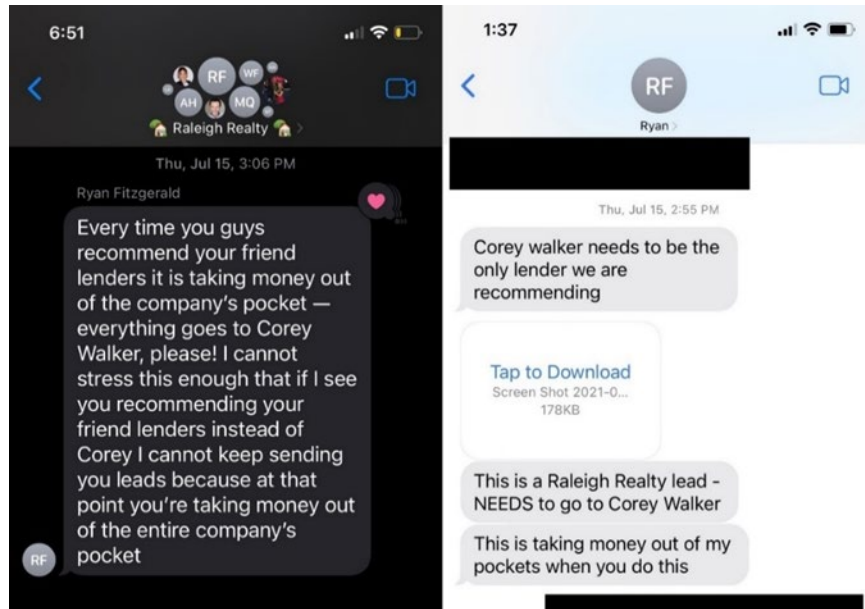 6:51
RF
WF
AH
MQ
🏡 Raleigh Realty 🏡 >
Thu, Jul 15, 3:06 PM
Ryan Fitzgerald
Every time you guys
recommend your friend
lenders it is taking money out
of the company's pocket —
everything goes to Corey
Walker, please! I cannot
stress this enough that if I see
you recommending your
friend lenders instead of
Corey I cannot keep sending
you leads because at that
point you're taking money out
of the entire company's
pocket
RF
1:37
RF
Ryan >
Thu, Jul 15, 2:55 PM
Corey walker needs to be the
only lender we are
recommending
Tap to Download
Screen Shot 2021-0...
178KB
This is a Raleigh Realty lead -
NEEDS to go to Corey Walker
This is taking money out of my
pockets when you do this